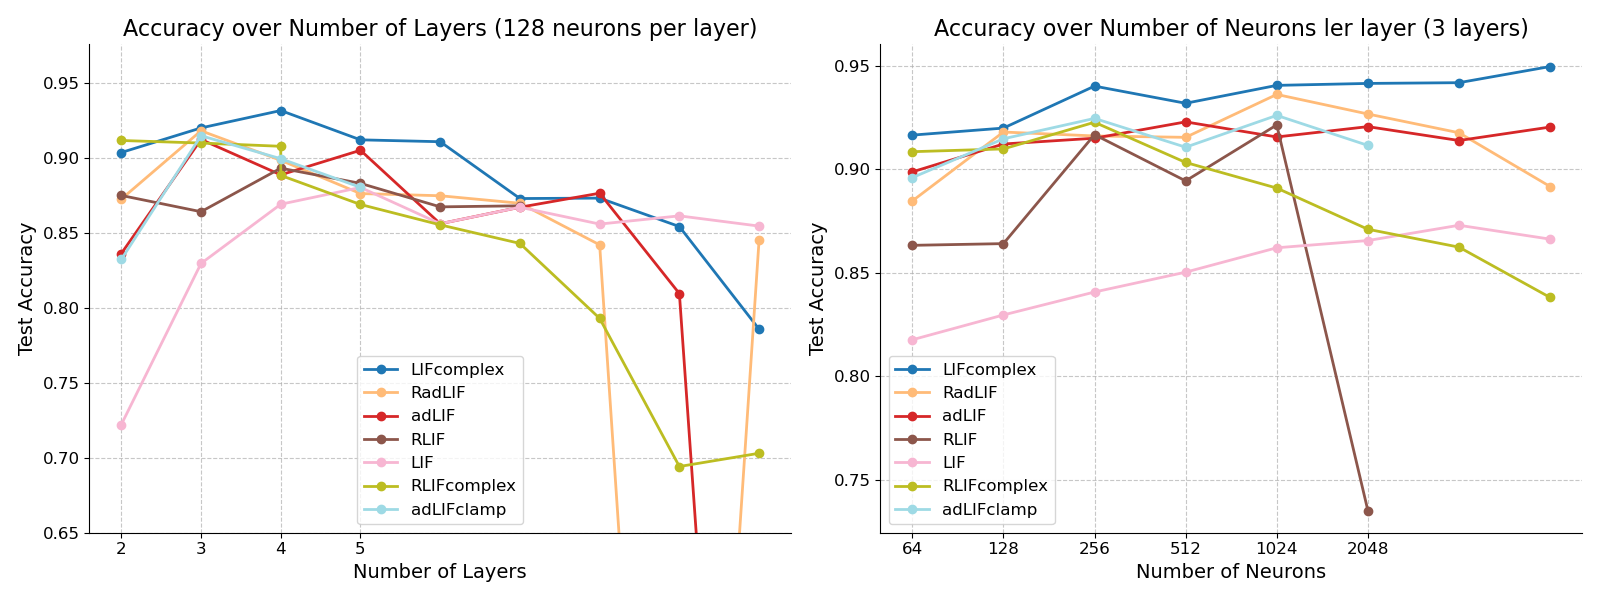 Accuracy over Number of Layers (128 neurons per layer)
Test Accuracy
0.95
0.90
0.85
0.80
0.75
0.70
0.65
2 3 4 5
Number of Layers
LIFcomplex
RadLIF
adLIF
RLIF
LIF
RLIFcomplex
adLIFclamp
Accuracy over Number of Neurons ler layer (3 layers)
Test Accuracy
0.95
0.90
0.85
0.80
0.75
64 128 256 512 1024 2048
Number of Neurons
LIFcomplex
RadLIF
adLIF
RLIF
LIF
RLIFcomplex
adLIFclamp